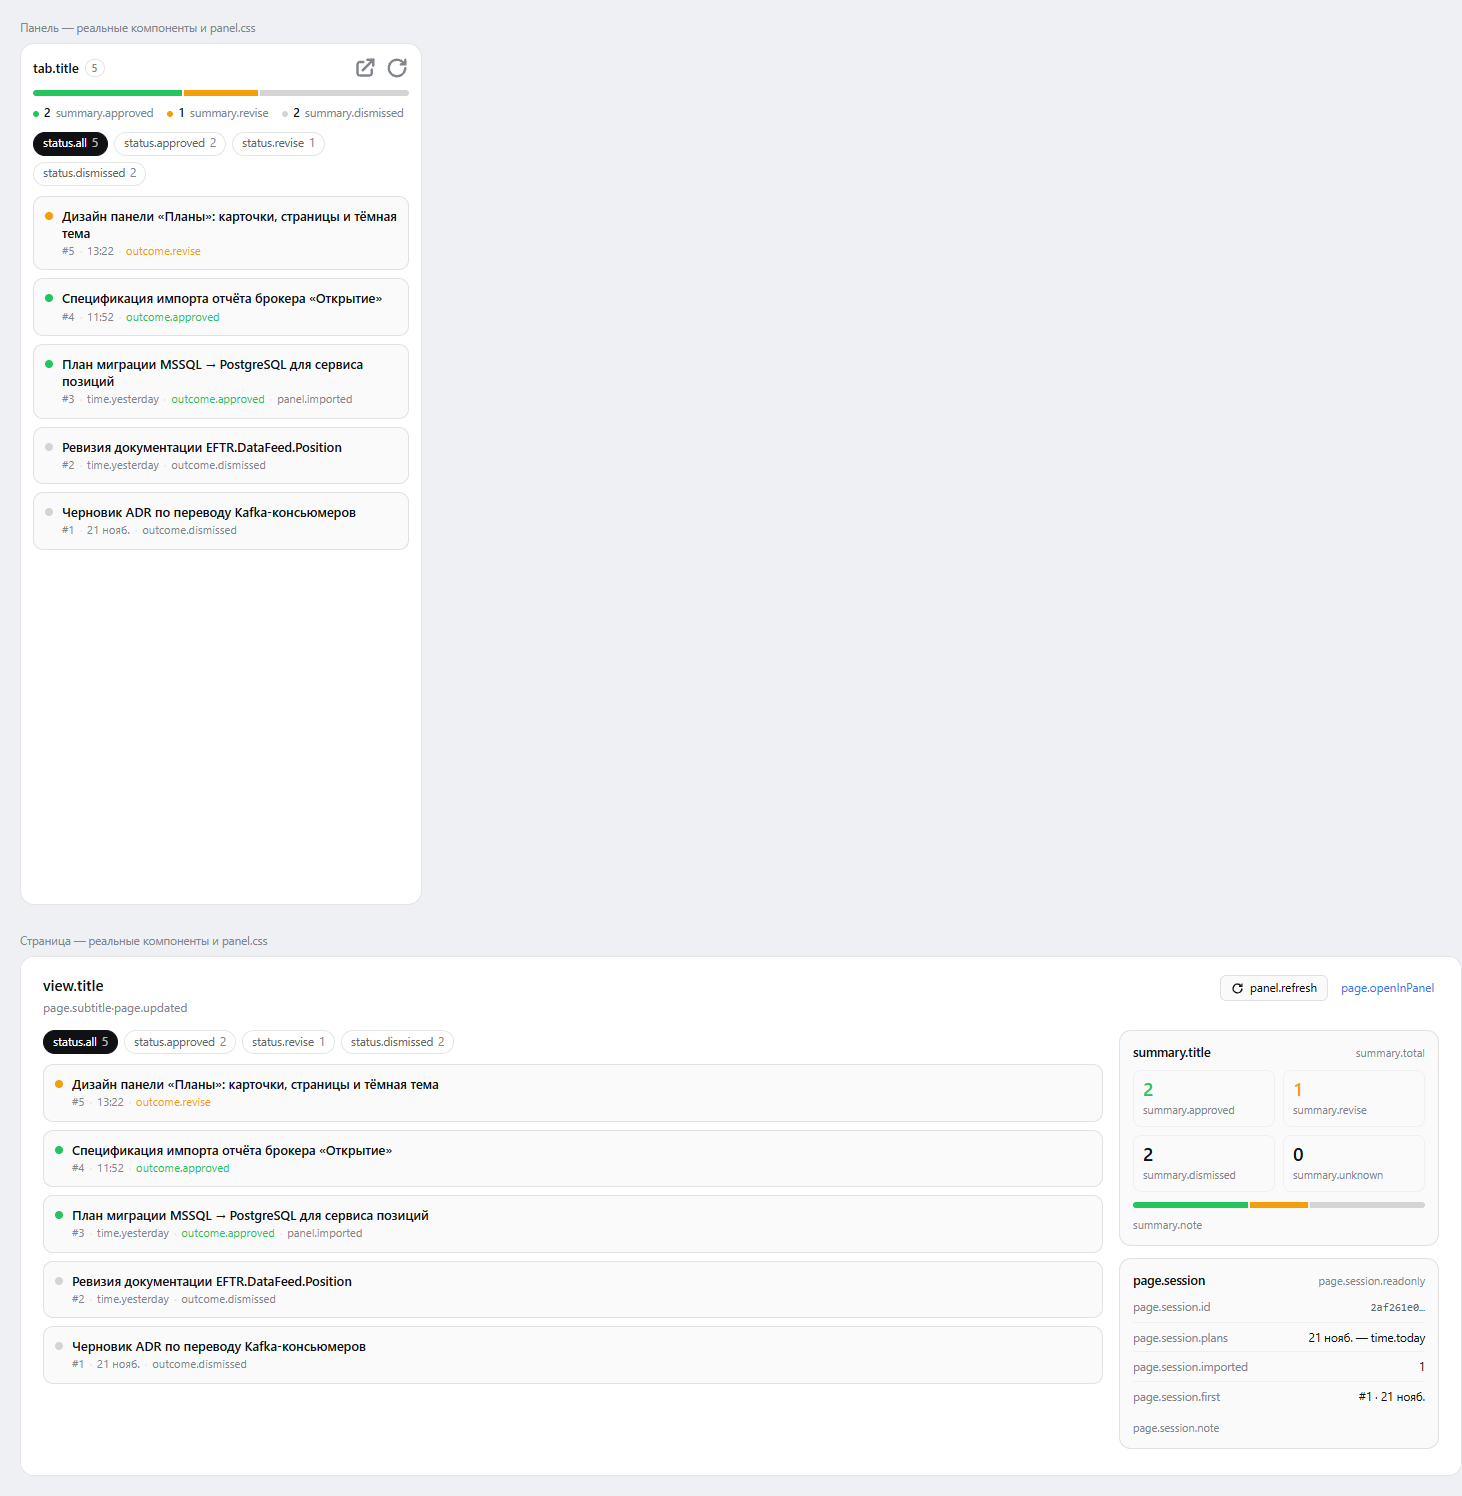 Панель — реальные компоненты и panel.css
tab.title 5
2 summary.approved 1 summary.revise 2 summary.dismissed
status.all 5 status.approved 2 status.revise 1
status.dismissed 2
Дизайн панели «Планы»: карточки, страницы и тёмная
тема
#5 · 13:22 · outcome.revise
Спецификация импорта отчёта брокера «Открытие»
#4 · 11:52 · outcome.approved
План миграции MSSQL → PostgreSQL для сервиса
позиций
#3 · time.yesterday · outcome.approved · panel.imported
Ревизия документации EFTR.DataFeed.Position
#2 · time.yesterday · outcome.dismissed
Черновик ADR по переводу Kafka-консьюмеров
#1 · 21 нояб. · outcome.dismissed
Страница — реальные компоненты и panel.css
view.title
page.subtitle·page.updated
panel.refresh page.openInPanel
status.all 5 status.approved 2 status.revise 1 status.dismissed 2
Дизайн панели «Планы»: карточки, страницы и тёмная тема
#5 · 13:22 · outcome.revise
Спецификация импорта отчёта брокера «Открытие»
#4 · 11:52 · outcome.approved
План миграции MSSQL → PostgreSQL для сервиса позиций
#3 · time.yesterday · outcome.approved · panel.imported
Ревизия документации EFTR.DataFeed.Position
#2 · time.yesterday · outcome.dismissed
Черновик ADR по переводу Kafka-консьюмеров
#1 · 21 нояб. · outcome.dismissed
summary.title summary.total
2 1
summary.approved summary.revise
2 0
summary.dismissed summary.unknown
summary.note
page.session page.session.readonly
page.session.id 2af261e0…
page.session.plans 21 нояб. — time.today
page.session.imported 1
page.session.first #1 · 21 нояб.
page.session.note